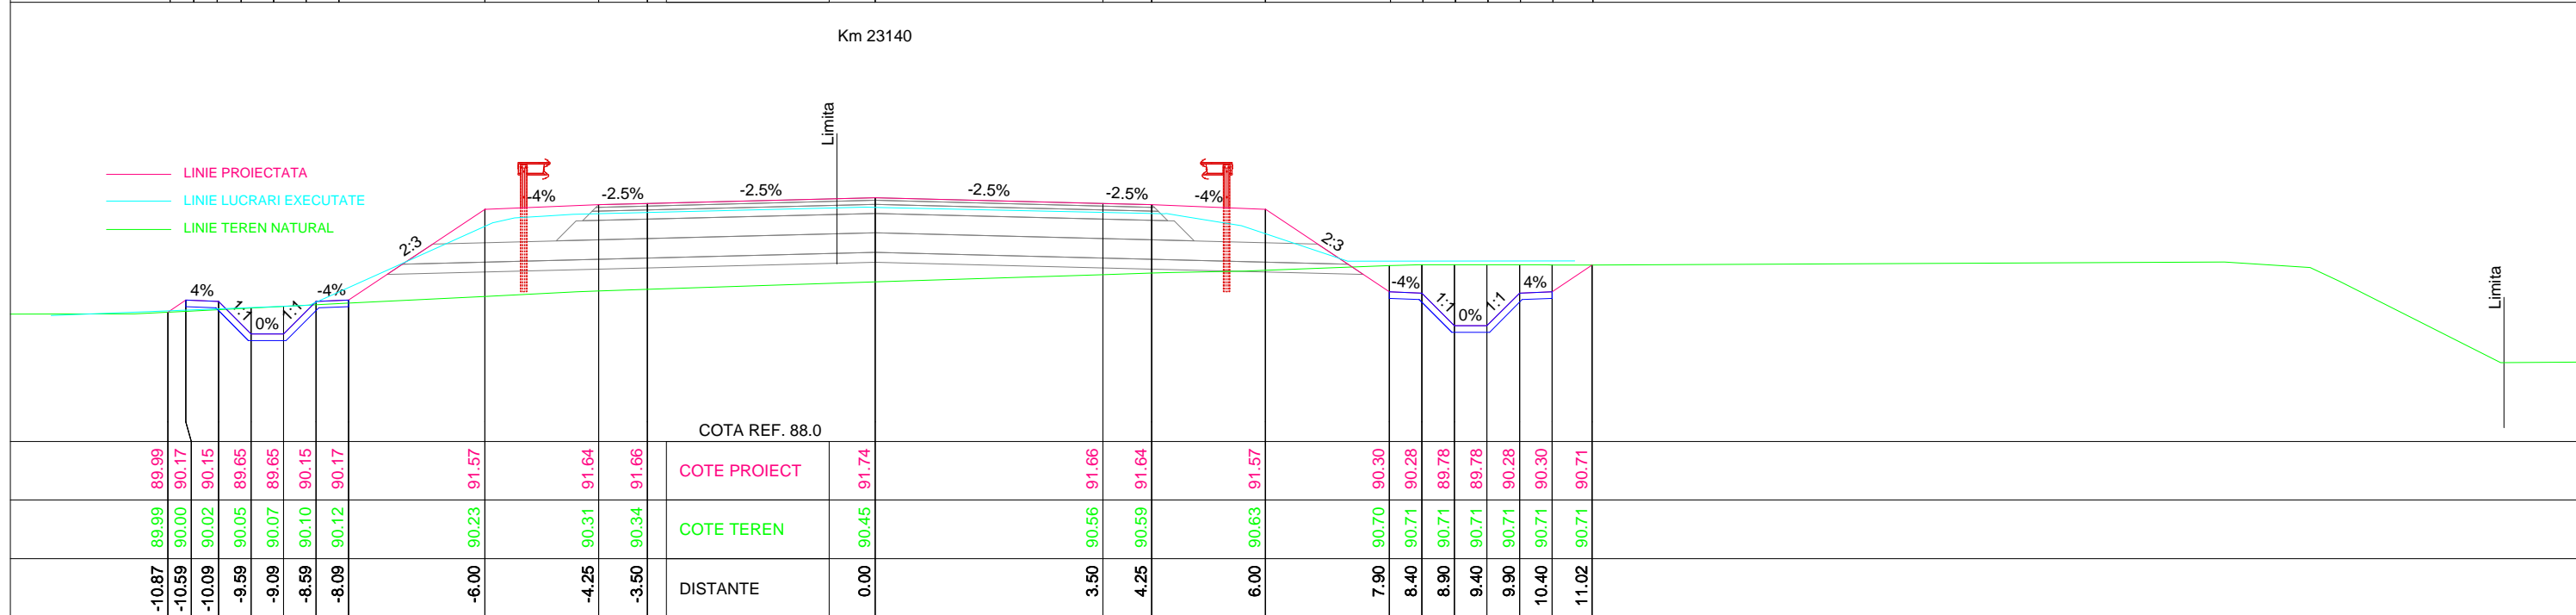 Km 23140
Limita
LINIE PROIECTATA
LINIE LUCRARI EXECUTATE
LINIE TEREN NATURAL
-4% -2.5% -2.5% -2.5% -2.5% -4%
2:3 2:3
4% 1:1 0% 1:1 -4%
-4% 1:1 0% 1:1 4%
Limita
COTA REF. 88.0
89.99 90.17 90.15 89.65 89.65 90.15 90.17 91.57 91.64 91.66 COTE PROIECT 91.74 91.66 91.64 91.57 90.30 90.28 89.78 89.78 90.28 90.30 90.71
89.99 90.00 90.02 90.05 90.07 90.10 90.12 90.23 90.31 90.34 COTE TEREN 90.45 90.56 90.59 90.63 90.70 90.71 90.71 90.71 90.71 90.71 90.71
-10.87 -10.59 -10.09 -9.59 -9.09 -8.59 -8.09 -6.00 -4.25 -3.50 DISTANTE 0.00 3.50 4.25 6.00 7.90 8.40 8.90 9.40 9.90 10.40 11.02